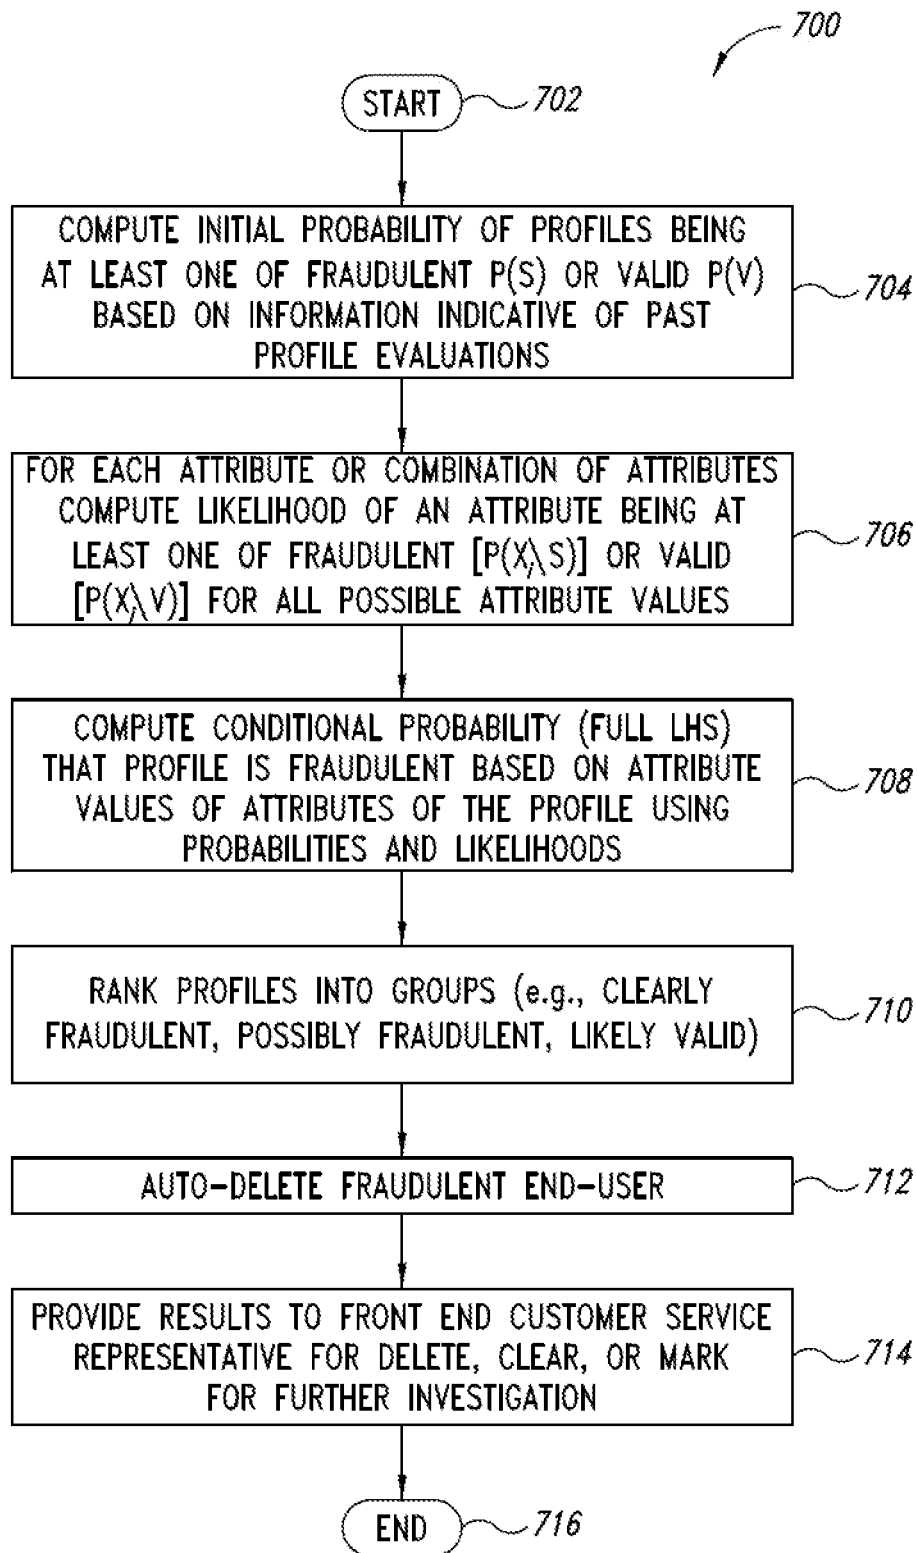 700
START 702
COMPUTE INITIAL PROBABILITY OF PROFILES BEING
AT LEAST ONE OF FRAUDULENT P(S) OR VALID P(V)
BASED ON INFORMATION INDICATIVE OF PAST
PROFILE EVALUATIONS
704
FOR EACH ATTRIBUTE OR COMBINATION OF ATTRIBUTES
COMPUTE LIKELIHOOD OF AN ATTRIBUTE BEING AT
LEAST ONE OF FRAUDULENT [P(X,\S)] OR VALID
[P(X,\V)] FOR ALL POSSIBLE ATTRIBUTE VALUES
706
COMPUTE CONDITIONAL PROBABILITY (FULL LHS)
THAT PROFILE IS FRAUDULENT BASED ON ATTRIBUTE
VALUES OF ATTRIBUTES OF THE PROFILE USING
PROBABILITIES AND LIKELIHOODS
708
RANK PROFILES INTO GROUPS (e.g., CLEARLY
FRAUDULENT, POSSIBLY FRAUDULENT, LIKELY VALID)
710
AUTO-DELETE FRAUDULENT END-USER
712
PROVIDE RESULTS TO FRONT END CUSTOMER SERVICE
REPRESENTATIVE FOR DELETE, CLEAR, OR MARK
FOR FURTHER INVESTIGATION
714
END 716